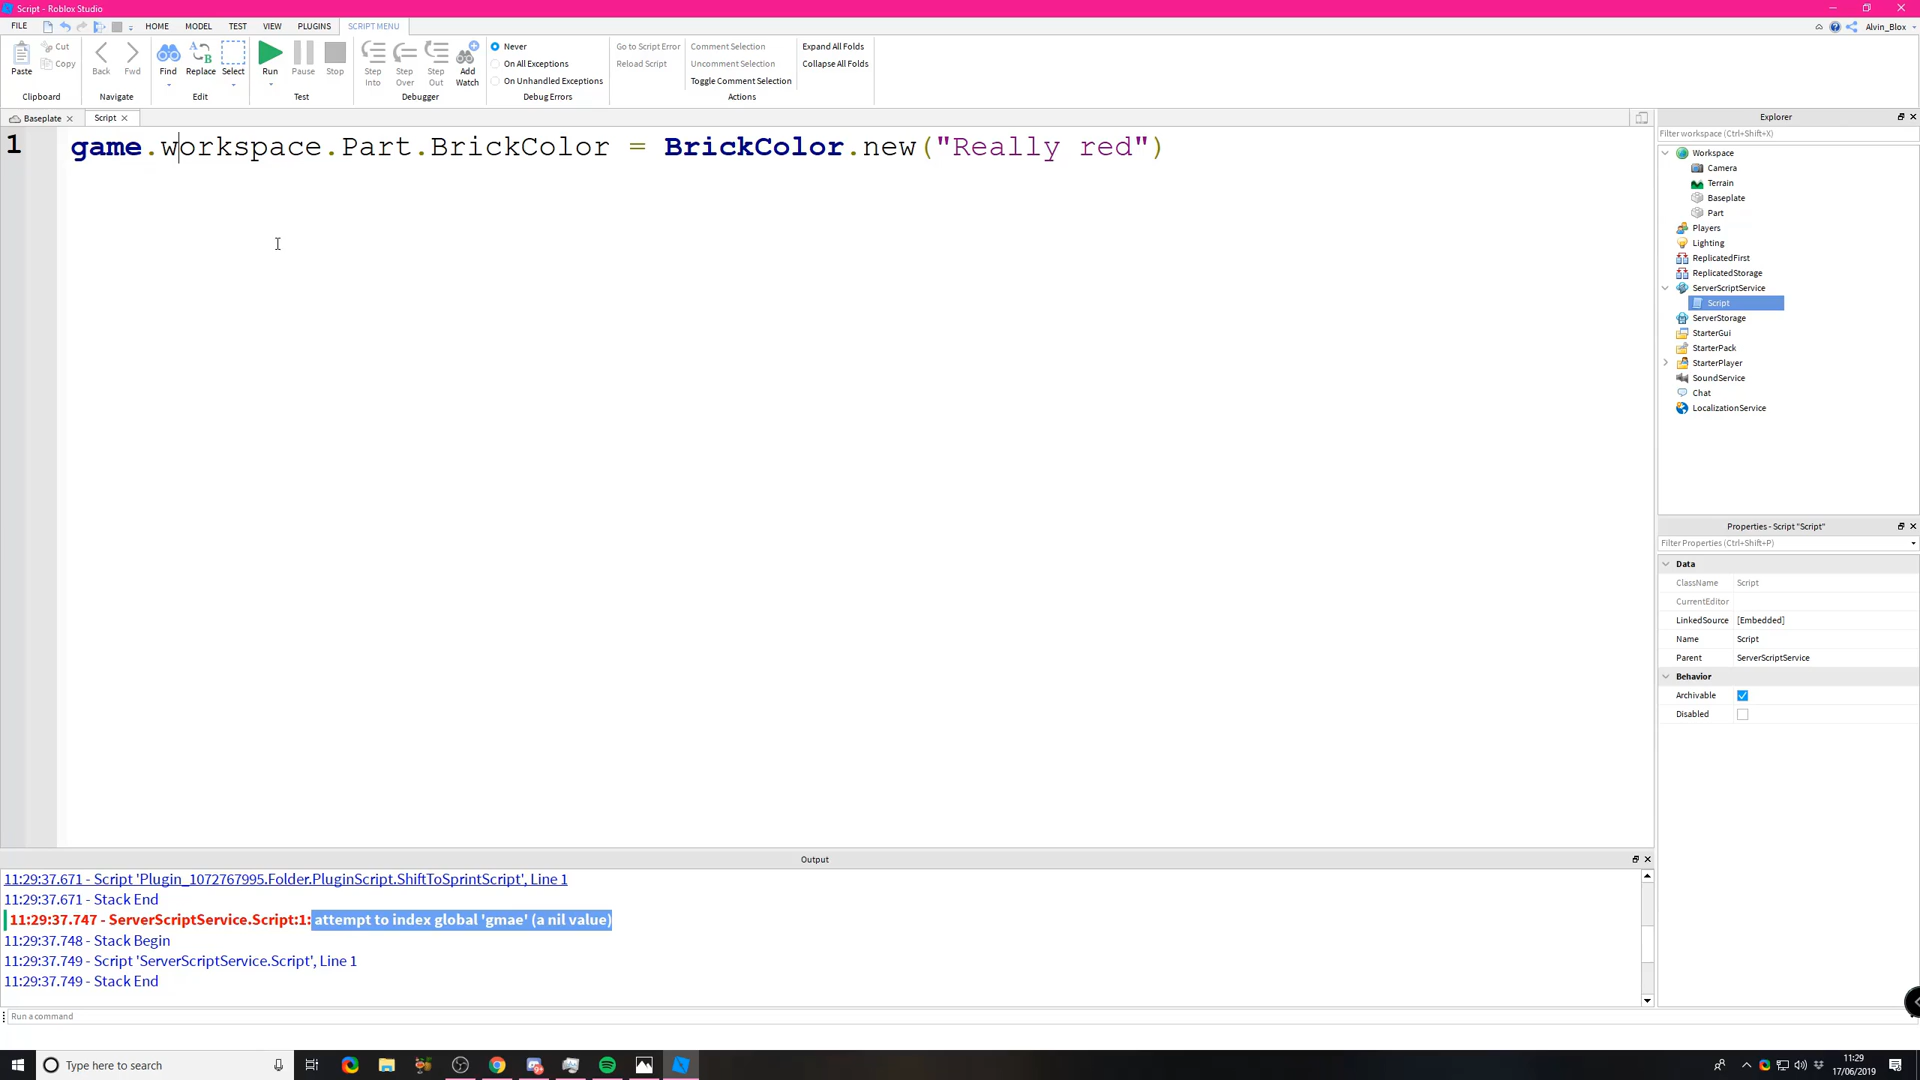 Script - Roblox Studio
FILE HOME MODEL TEST VIEW PLUGINS SCRIPT MENU Alvin_Blox
Paste Cut Copy Back Fwd Find Replace Select Run Pause Stop Step Into Step Over Step Out Add Watch
Never
On All Exceptions
On Unhandled Exceptions
Go to Script Error
Reload Script
Comment Selection
Uncomment Selection
Toggle Comment Selection
Expand All Folds
Collapse All Folds
Clipboard Navigate Edit Test Debugger Debug Errors Actions
Baseplate Script
1 game.workspace.Part.BrickColor = BrickColor.new("Really red")
Explorer
Filter workspace (Ctrl+Shift+X)
Workspace
Camera
Terrain
Baseplate
Part
Players
Lighting
ReplicatedFirst
ReplicatedStorage
ServerScriptService
Script
ServerStorage
StarterGui
StarterPack
StarterPlayer
SoundService
Chat
LocalizationService
Properties - Script "Script"
Filter Properties (Ctrl+Shift+P)
Data
ClassName Script
CurrentEditor
LinkedSource [Embedded]
Name Script
Parent ServerScriptService
Behavior
Archivable
Disabled
Output
11:29:37.671 - Script 'Plugin_1072767995.Folder.PluginScript.ShiftToSprintScript', Line 1
11:29:37.671 - Stack End
11:29:37.747 - ServerScriptService.Script:1: attempt to index global 'gmae' (a nil value)
11:29:37.748 - Stack Begin
11:29:37.749 - Script 'ServerScriptService.Script', Line 1
11:29:37.749 - Stack End
Run a command
Type here to search
11:29
17/06/2019